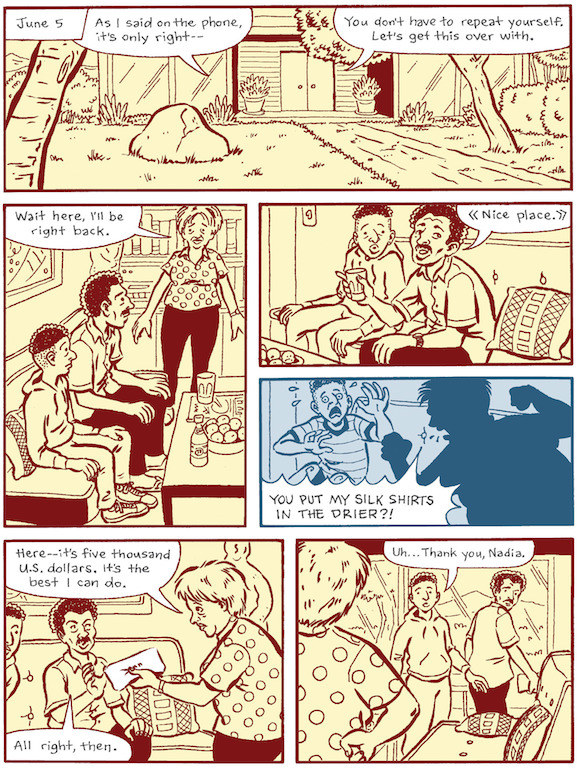 June 5
As I said on the phone,
it's only right--
You don't have to repeat yourself.
Let's get this over with.
Wait here, I'll be
right back.
《Nice place.》
YOU PUT MY SILK SHIRTS
IN THE DRIER?!
Here--it's five thousand
U.S. dollars. It's the
best I can do.
All right, then.
Uh...Thank you, Nadia.